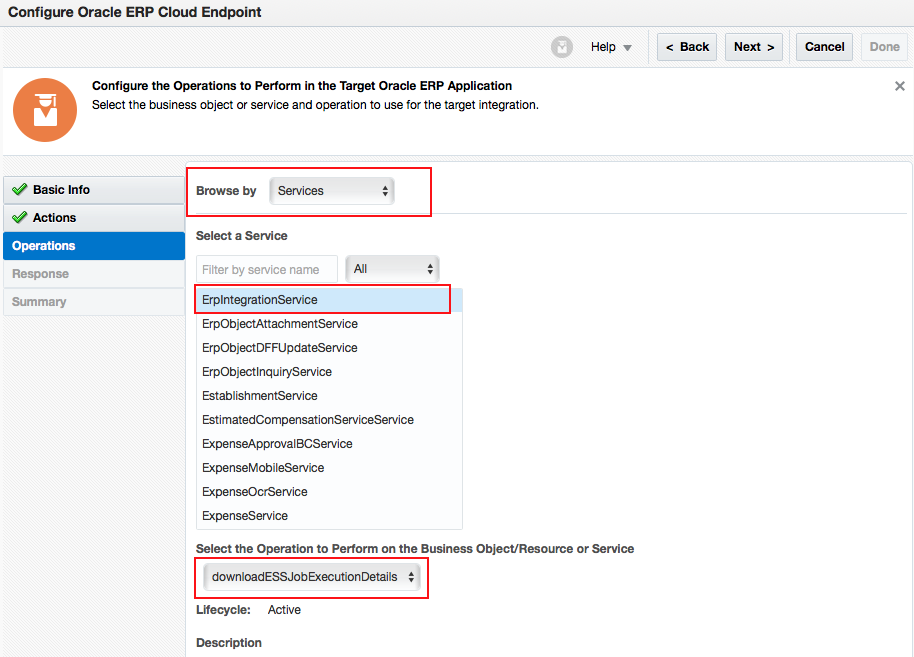 Configure Oracle ERP Cloud Endpoint
Help
< Back
Next >
Cancel
Done
Configure the Operations to Perform in the Target Oracle ERP Application
Select the business object or service and operation to use for the target integration.
Basic Info
Actions
Operations
Response
Summary
Browse by Services
Select a Service
Filter by service name All
ErpIntegrationService
ErpObjectAttachmentService
ErpObjectDFFUpdateService
ErpObjectInquiryService
EstablishmentService
EstimatedCompensationServiceService
ExpenseApprovalBCService
ExpenseMobileService
ExpenseOcrService
ExpenseService
Select the Operation to Perform on the Business Object/Resource or Service
downloadESSJobExecutionDetails
Lifecycle: Active
Description